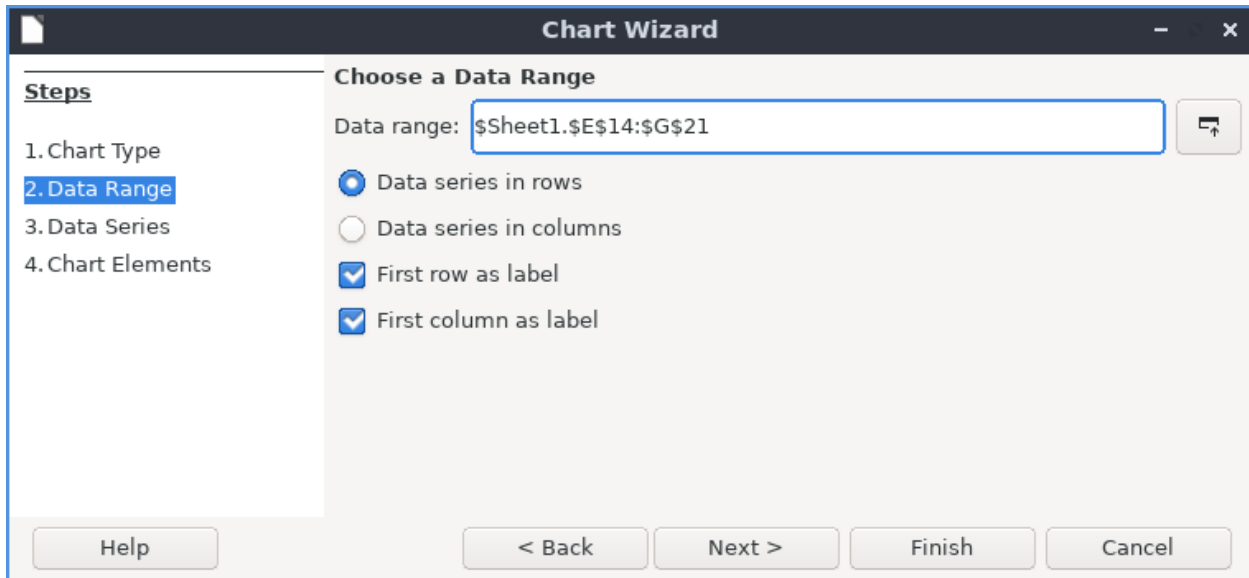 Chart Wizard
Steps
1. Chart Type
2. Data Range
3. Data Series
4. Chart Elements
Choose a Data Range
Data range: $Sheet1.$E$14:$G$21
Data series in rows
Data series in columns
First row as label
First column as label
Help
< Back
Next >
Finish
Cancel